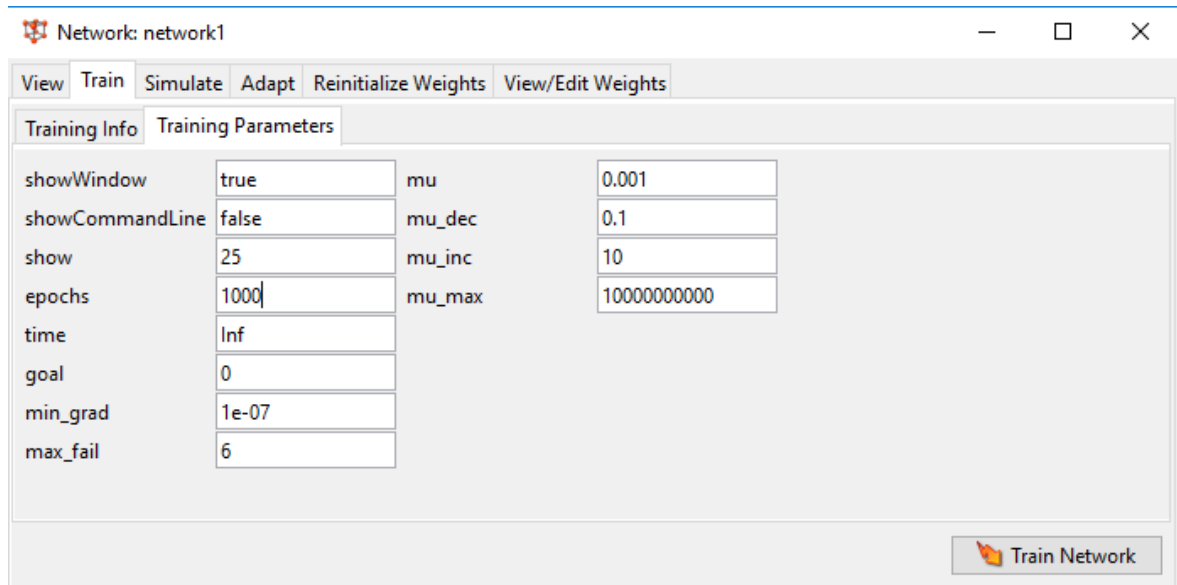 Network: network1
View Train Simulate Adapt Reinitialize Weights View/Edit Weights
Training Info Training Parameters
showWindow true mu 0.001
showCommandLine false mu_dec 0.1
show 25 mu_inc 10
epochs 1000 mu_max 10000000000
time Inf
goal 0
min_grad 1e-07
max_fail 6
Train Network